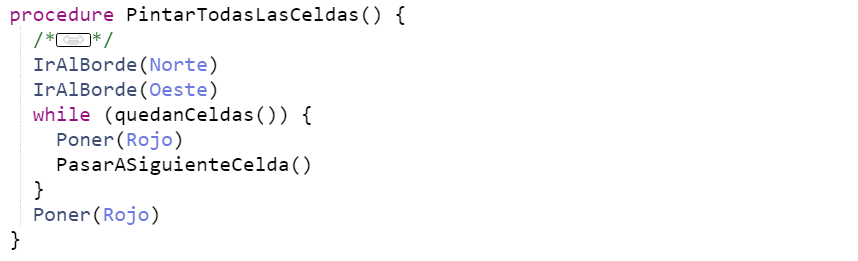 procedure PintarTodasLasCeldas() {
/**/
IrAlBorde(Norte)
IrAlBorde(Oeste)
while (quedanCeldas()) {
Poner(Rojo)
PasarASiguienteCelda()
}
Poner(Rojo)
}